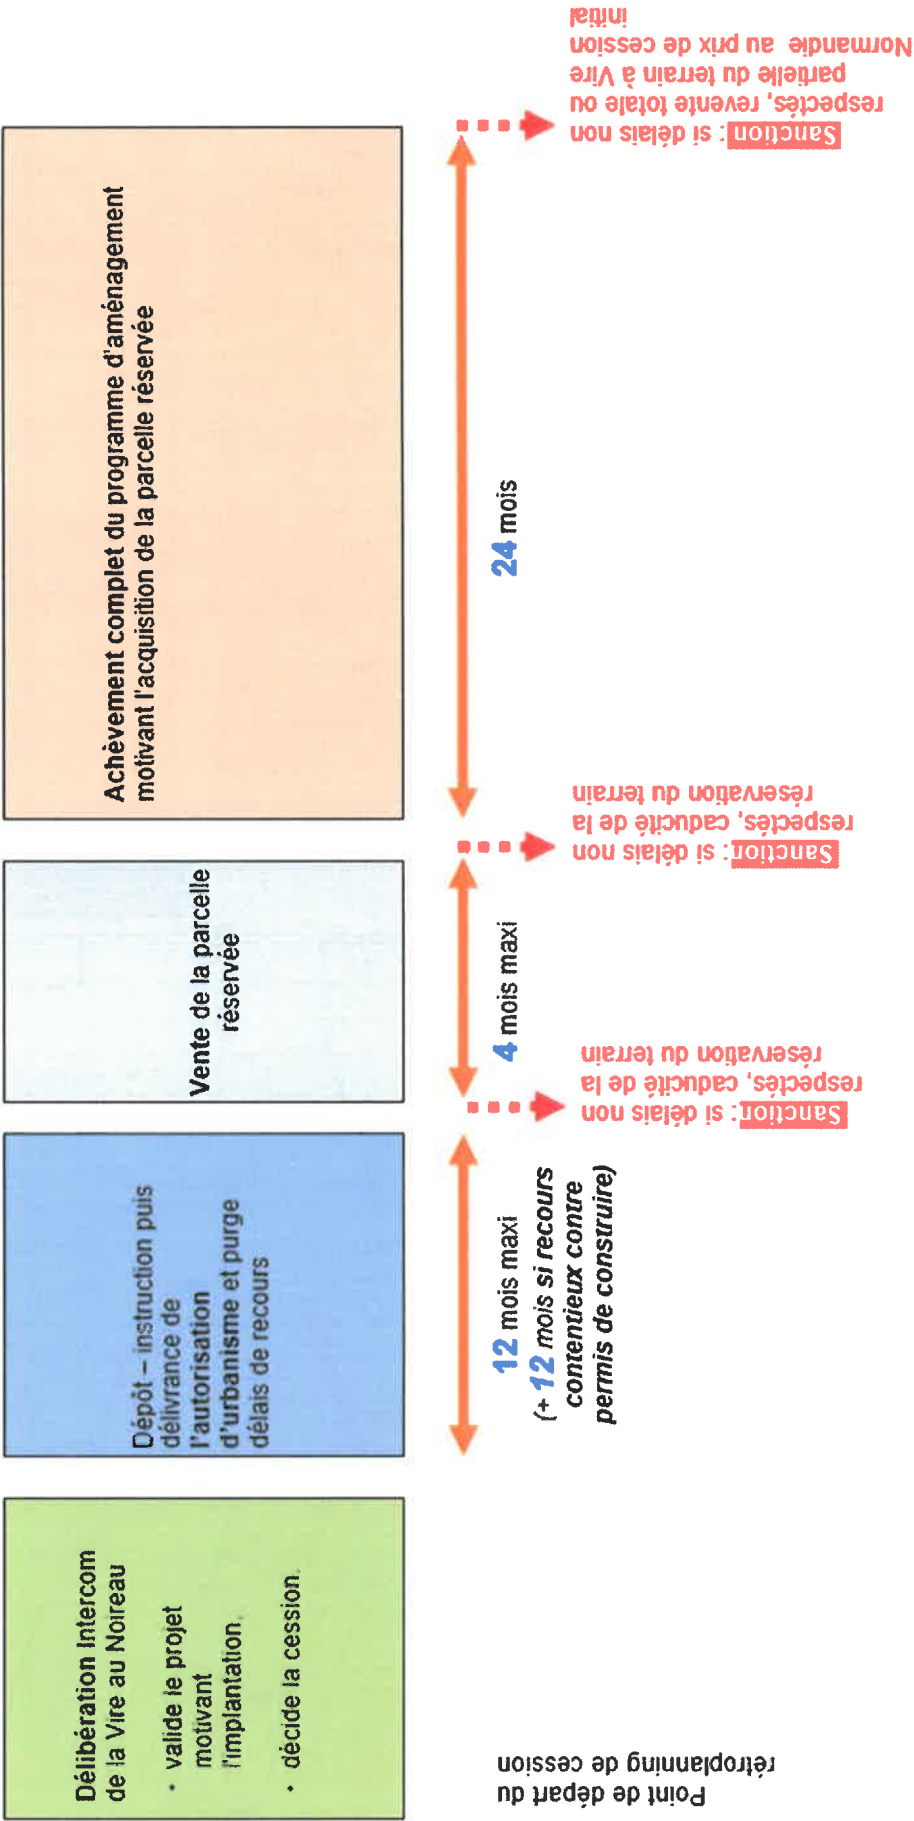 Délibération Intercom
de la Vire au Noireau
• valide le projet
motivant
l'implantation.
• décide la cession.
Dépôt – instruction puis
délivrance de
l'autorisation
d'urbanisme et purge
délais de recours
Vente de la parcelle
réservée
Achèvement complet du programme d'aménagement
motivant l'acquisition de la parcelle réservée
Point de départ du
rétroplanning de cession
12 mois maxi
(+ 12 mois si recours
contentieux contre
permis de construire)
Sanction : si délais non
respectés, caducité de la
réservation du terrain
4 mois maxi
Sanction : si délais non
respectés, caducité de la
réservation du terrain
24 mois
Sanction : si délais non
respectés, revente totale ou
partielle du terrain à Vire
Normandie au prix de cession
initial